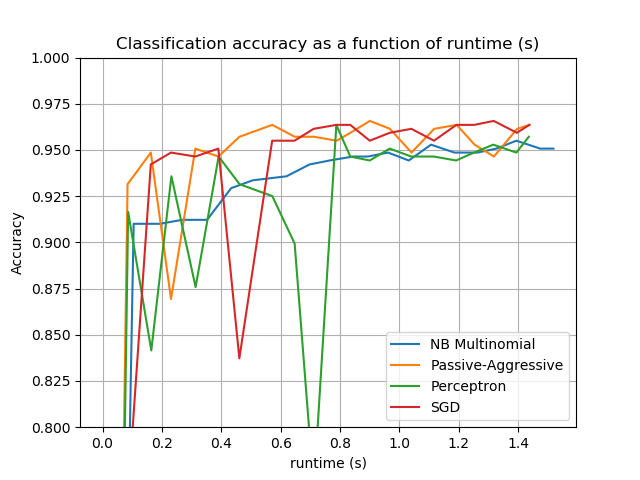 Classification accuracy as a function of runtime (s)
1.000
0.975
0.950
0.925
0.900
0.875
0.850
0.825
0.800
Accuracy
NB Multinomial
Passive-Aggressive
Perceptron
SGD
0.0 0.2 0.4 0.6 0.8 1.0 1.2 1.4
runtime (s)